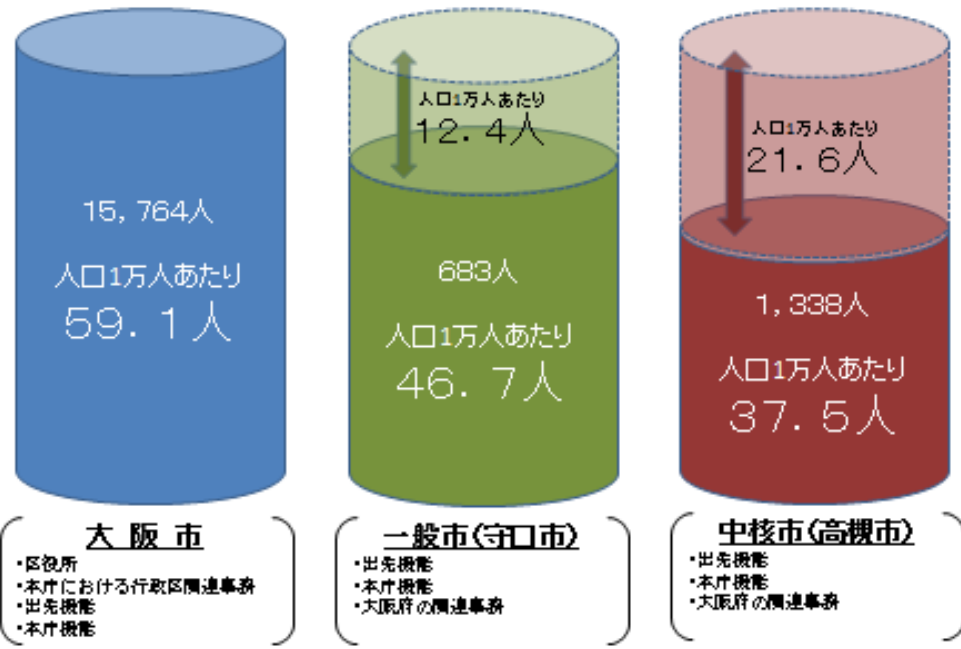 15,764人
人口1万人あたり
59.1人
人口1万人あたり
12.4人
683人
人口1万人あたり
46.7人
人口1万人あたり
21.6人
1,338人
人口1万人あたり
37.5人
大阪市
・区役所
・本庁における行政区関連事務
・出先機能
・本庁機能
一般市(守口市)
・出先機能
・本庁機能
・大阪府の関連事務
中核市(高槻市)
・出先機能
・本庁機能
・大阪府の関連事務